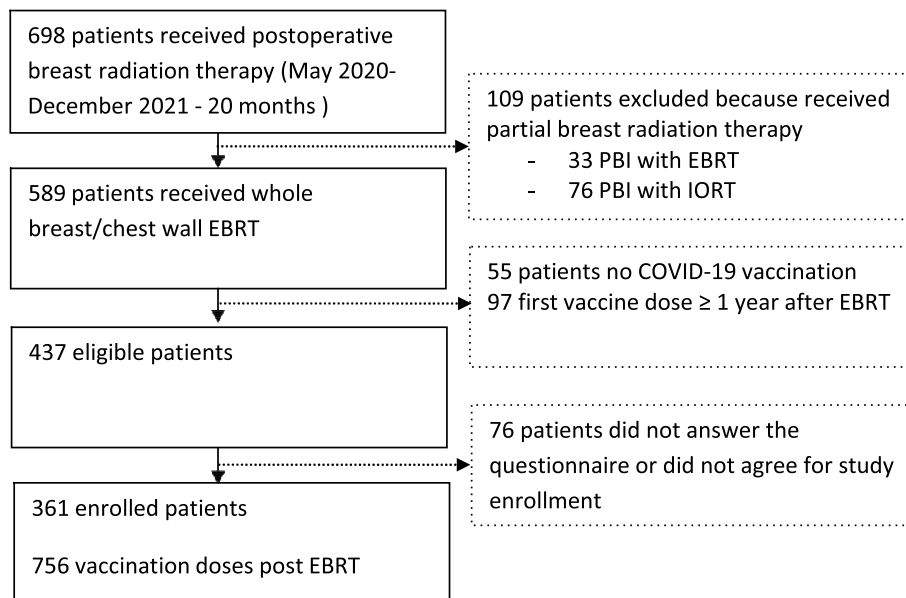 698 patients received postoperative
breast radiation therapy (May 2020-
December 2021 - 20 months )
109 patients excluded because received
partial breast radiation therapy
- 33 PBI with EBRT
- 76 PBI with IORT
589 patients received whole
breast/chest wall EBRT
55 patients no COVID-19 vaccination
97 first vaccine dose ≥ 1 year after EBRT
437 eligible patients
76 patients did not answer the
questionnaire or did not agree for study
enrollment
361 enrolled patients
756 vaccination doses post EBRT